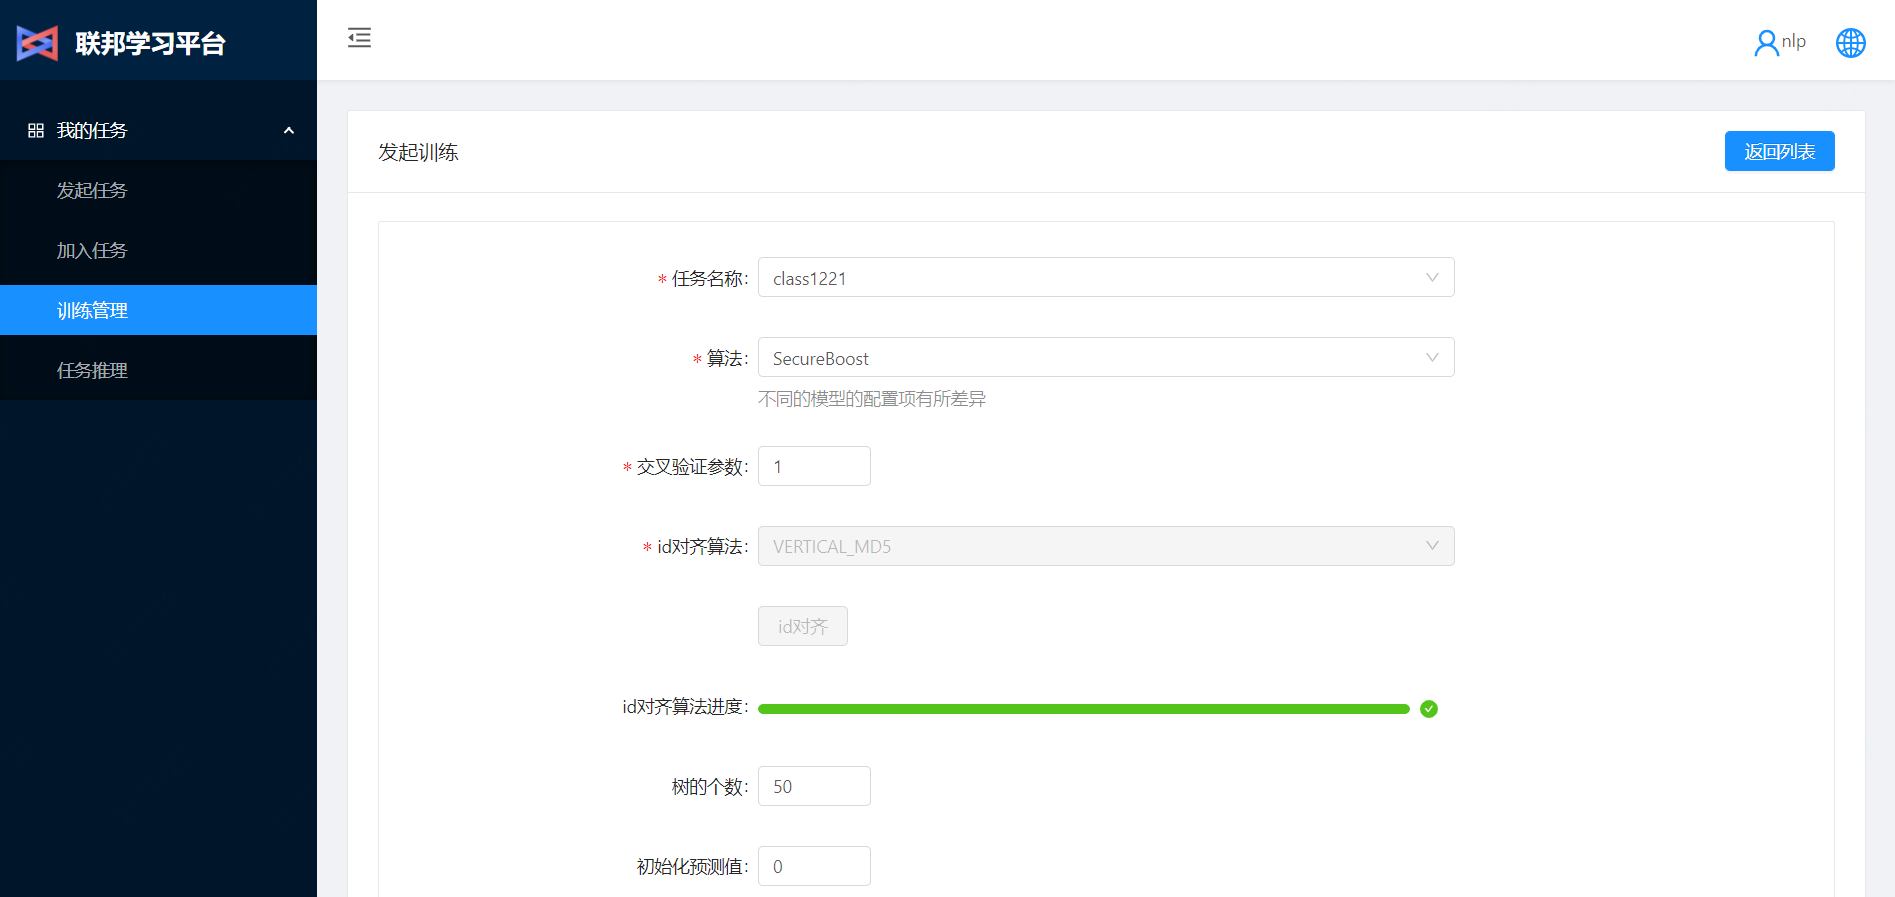 联邦学习平台
nlp
我的任务
发起任务
加入任务
训练管理
任务推理
发起训练
返回列表
* 任务名称: class1221
* 算法: SecureBoost
不同的模型的配置项有所差异
* 交叉验证参数: 1
* id对齐算法: VERTICAL_MD5
id对齐
id对齐算法进度:
树的个数: 50
初始化预测值: 0